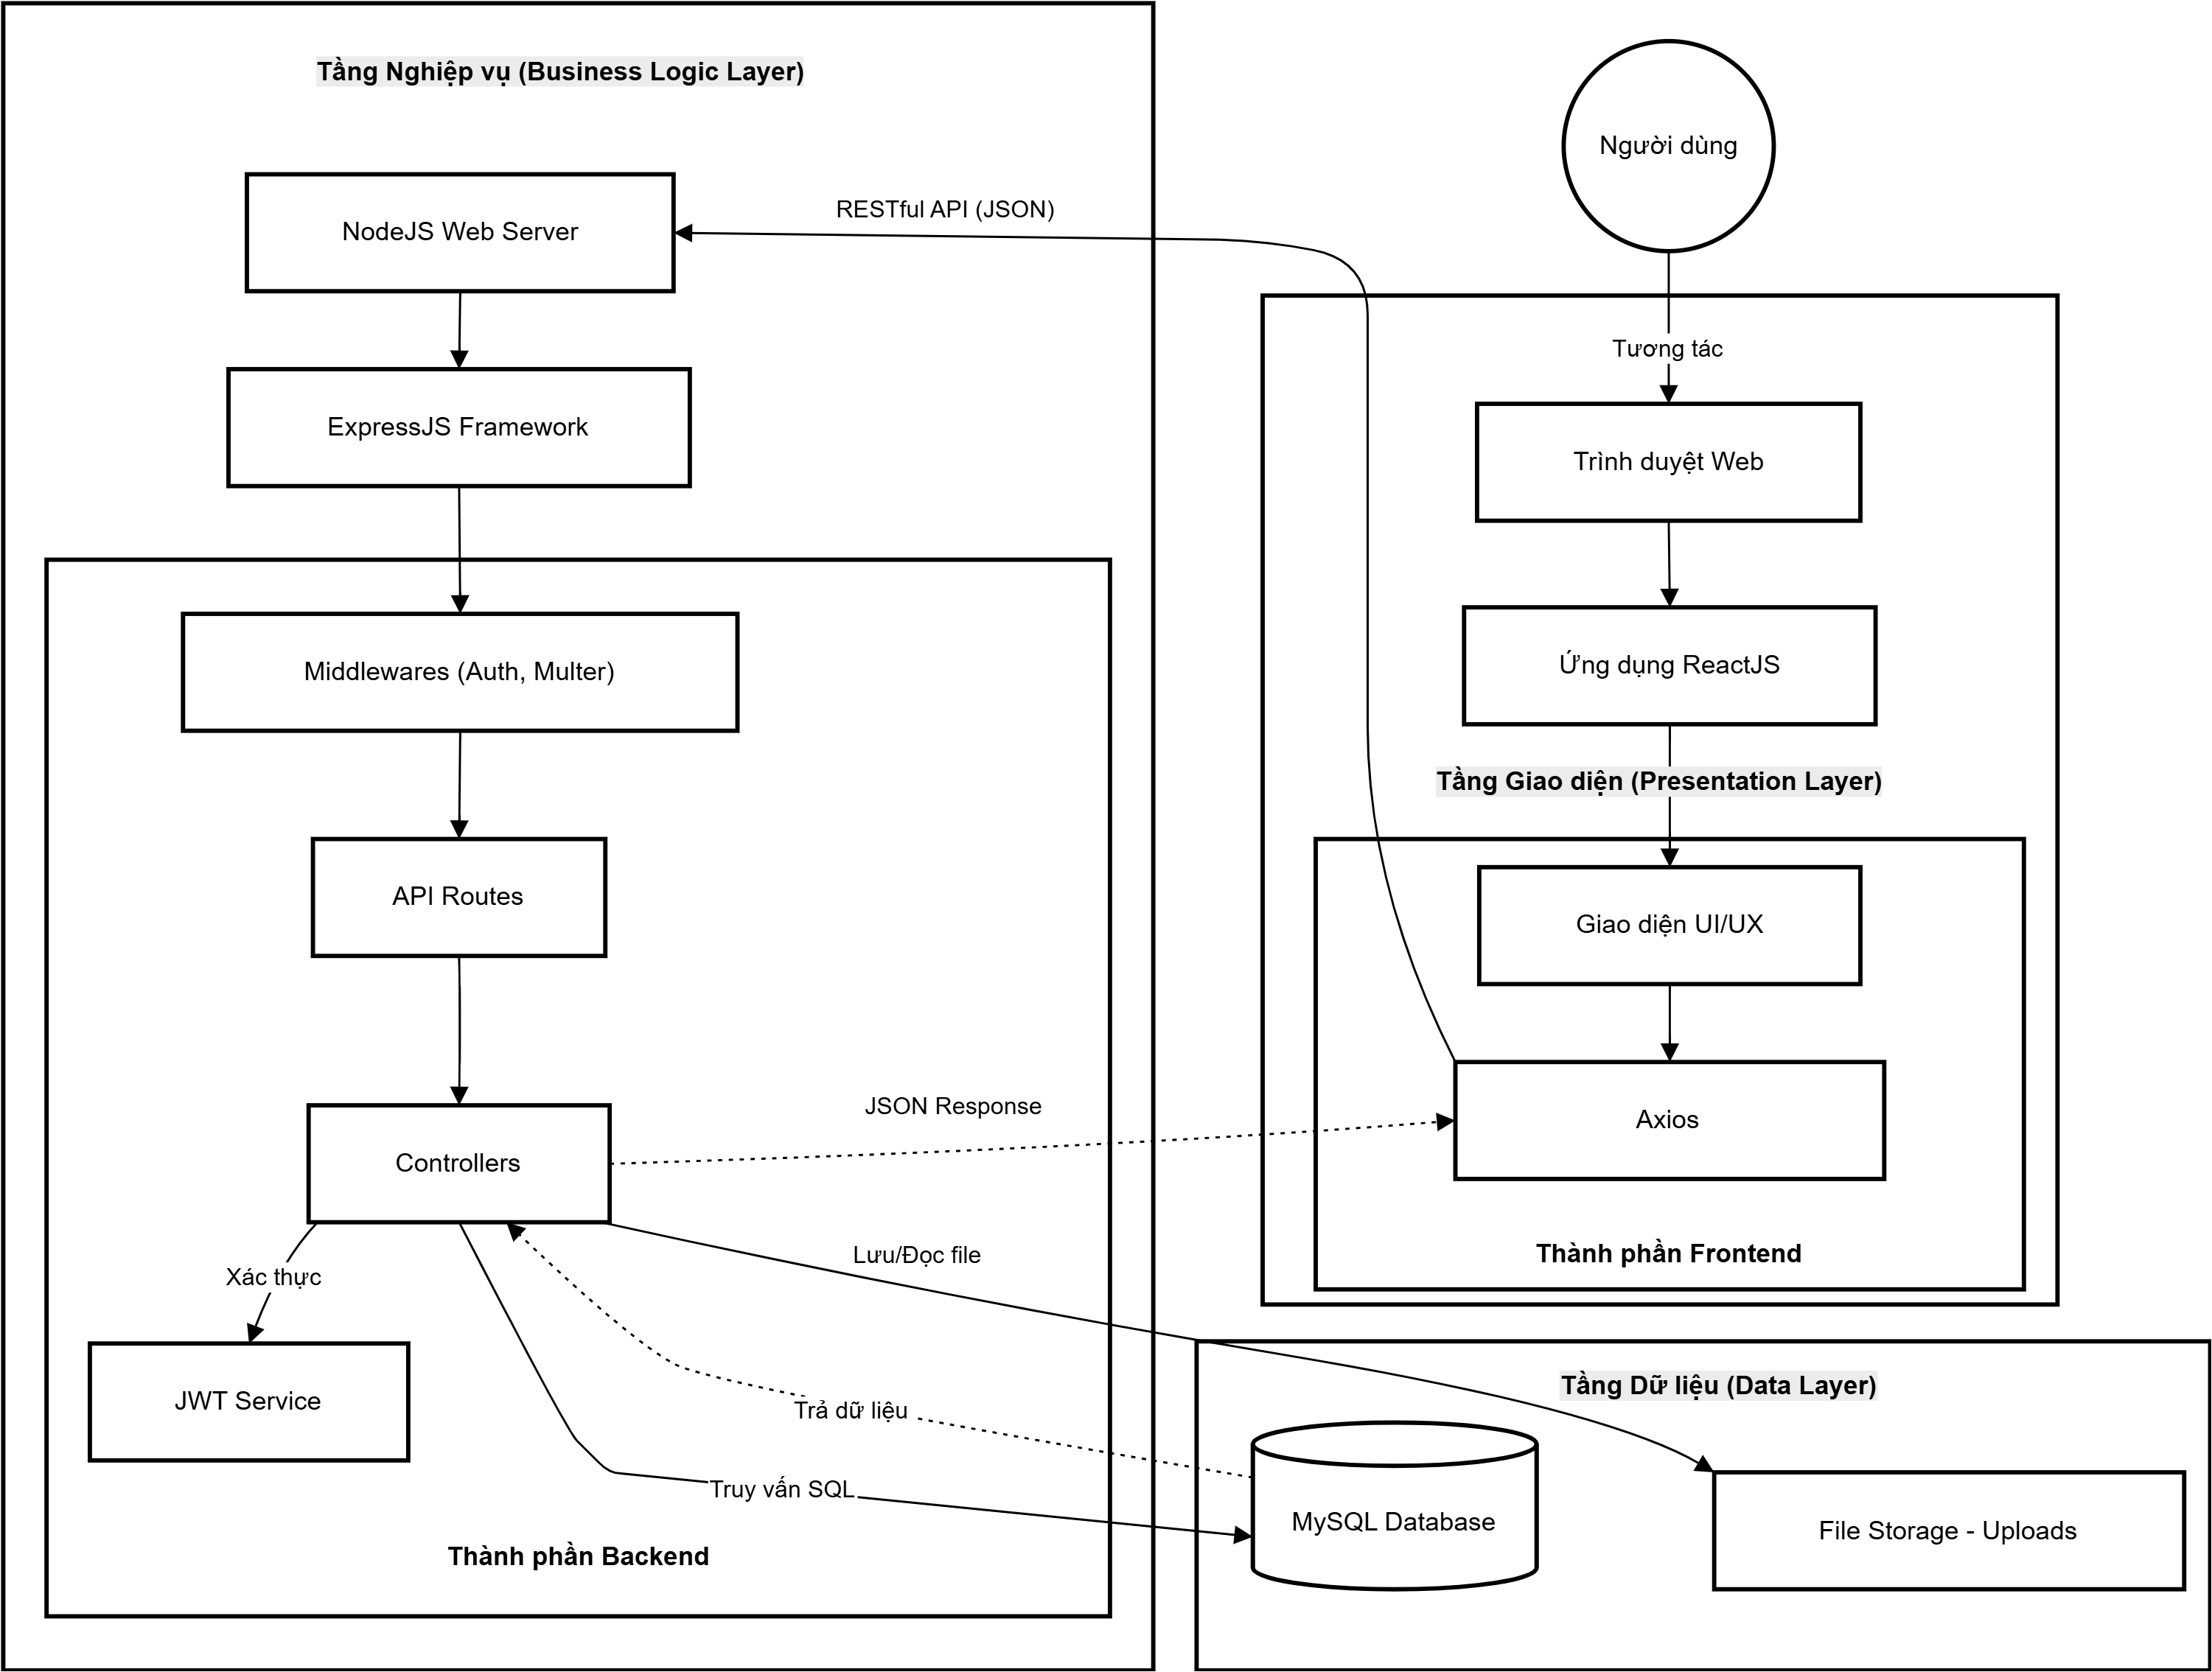 Tầng Nghiệp vụ (Business Logic Layer)
NodeJS Web Server
ExpressJS Framework
Middlewares (Auth, Multer)
API Routes
Controllers
Xác thực
JWT Service
Thành phần Backend
RESTful API (JSON)
JSON Response
Lưu/Đọc file
Trả dữ liệu
Truy vấn SQL
Người dùng
Tương tác
Trình duyệt Web
Ứng dụng ReactJS
Tầng Giao diện (Presentation Layer)
Giao diện UI/UX
Axios
Thành phần Frontend
Tầng Dữ liệu (Data Layer)
MySQL Database
File Storage - Uploads